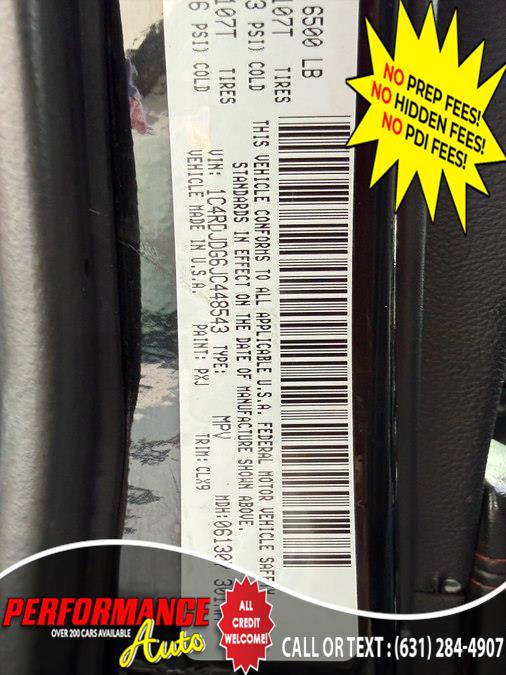 6500 LB
107T TIRES
3 PSI) COLD
107T TIRES
6 PSI) COLD
THIS VEHICLE CONFORMS TO ALL APPLICABLE U.S.A. FEDERAL MOTOR VEHICLE SAFE
STANDARDS IN EFFECT ON THE DATE OF MANUFACTURE SHOWN ABOVE.
VIN: 1C4RDJDG6JC448543 TYPE: MPV MDH: 06130
VEHICLE MADE IN U.S.A. PAINT: PXJ TRIM: CLX9
NO PREP FEES!
NO HIDDEN FEES!
NO PDI FEES!
PERFORMANCE
Auto
OVER 200 CARS AVAILABLE
ALL
CREDIT
WELCOME!
CALL OR TEXT : (631) 284-4907